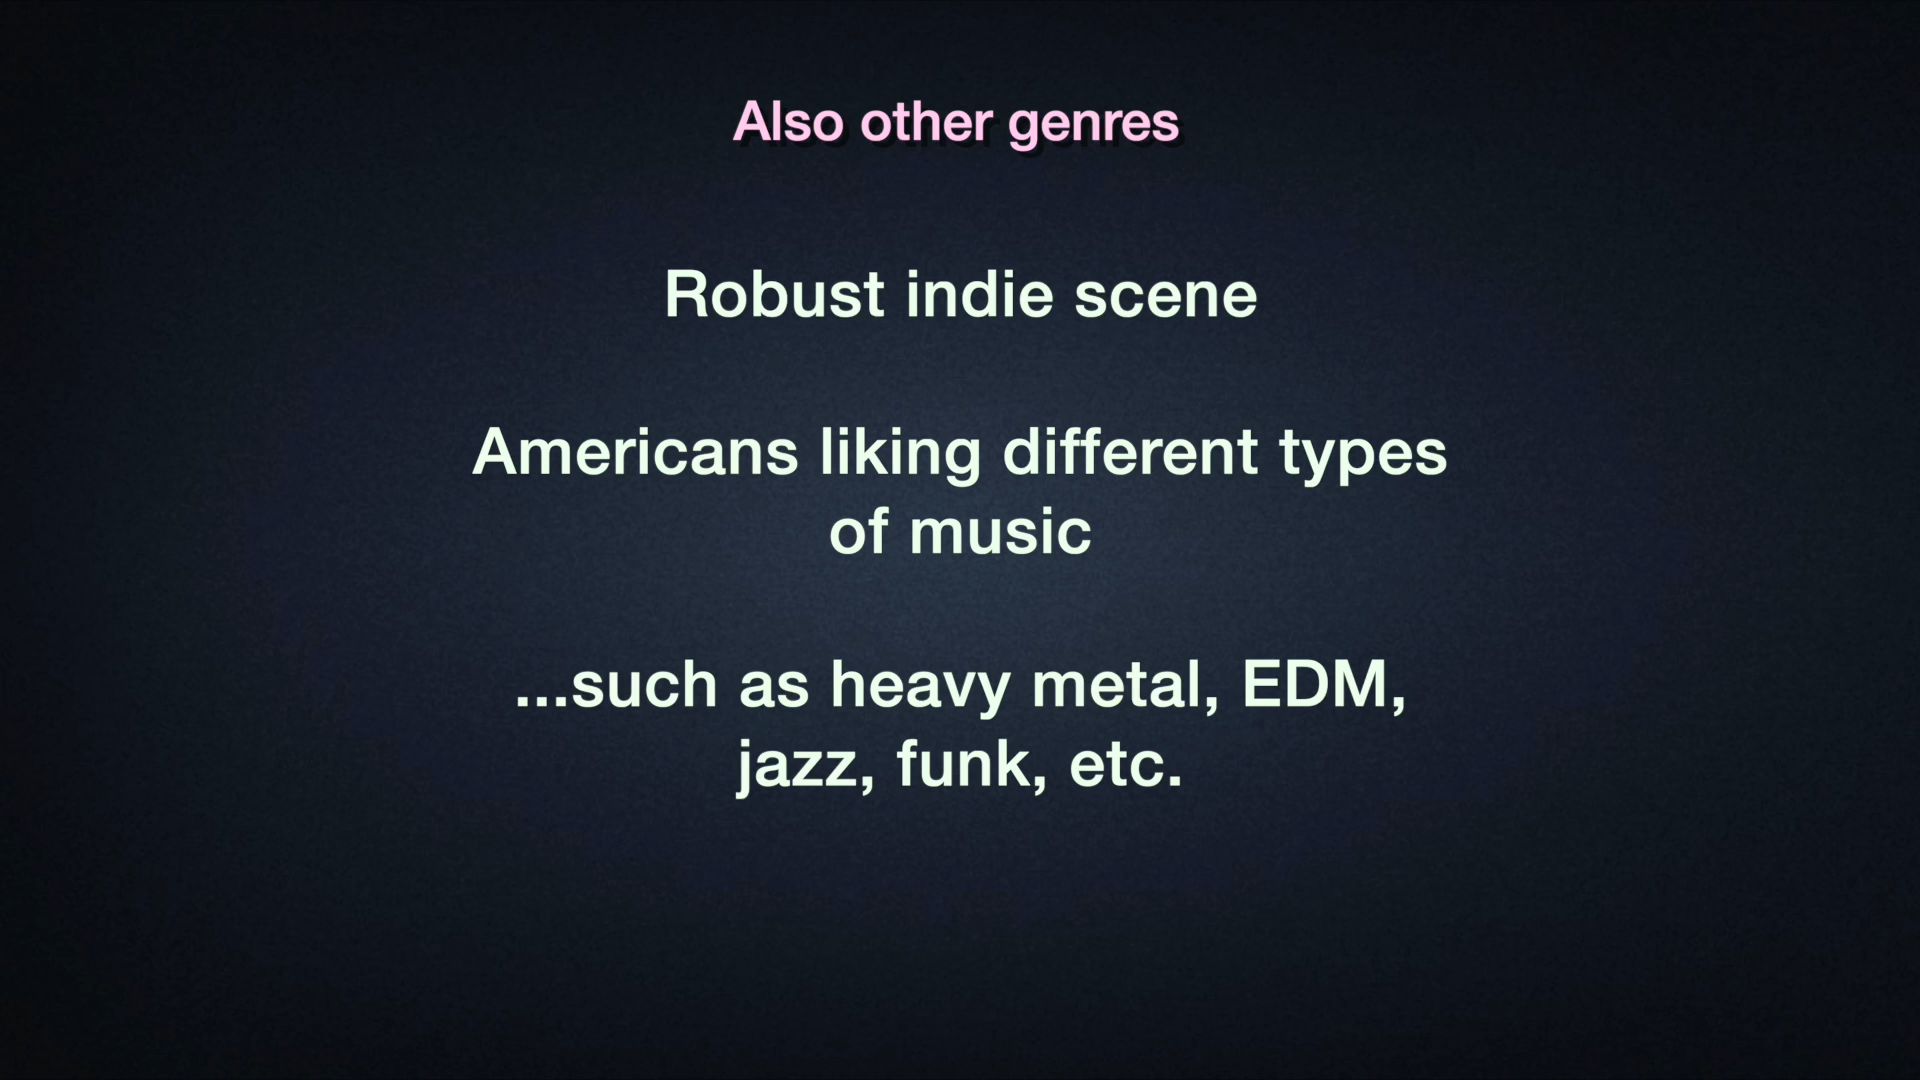 Also other genres
Robust indie scene
Americans liking different types
of music
...such as heavy metal, EDM,
jazz, funk, etc.